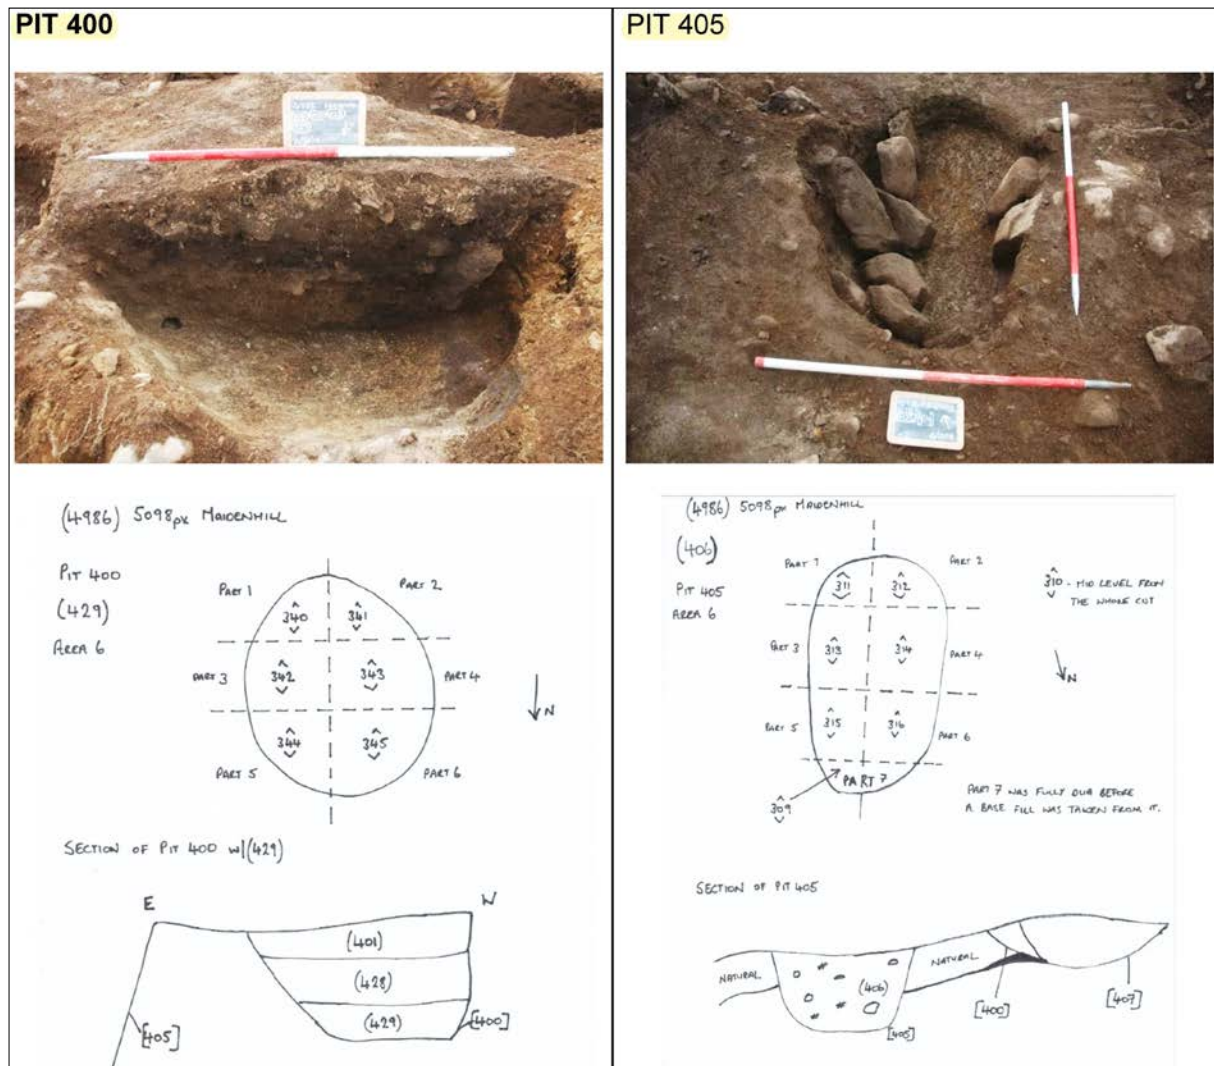 PIT 400
(4986) 5098px MAIDENHILL
PIT 400
(429)
AREA 6
PART 1
PART 2
340
341
PART 3
342
343
PART 4
N
344
345
PART 5
PART 6
SECTION OF PIT 400 w/(429)
E
W
(401)
(428)
(429)
[405]
[400]
PIT 405
(4986) 5098px MAIDENHILL
(406)
PIT 405
AREA 6
PART 1
PART 2
311
312
310 - MID LEVEL FROM
THE WHOLE CUT
PART 3
313
314
PART 4
N
PART 5
315
316
PART 6
PART 7
309
PART 7 WAS FULLY DUG BEFORE
A BASE FILL WAS TAKEN FROM IT.
SECTION OF PIT 405
NATURAL
(406)
NATURAL
[405]
[400]
[407]